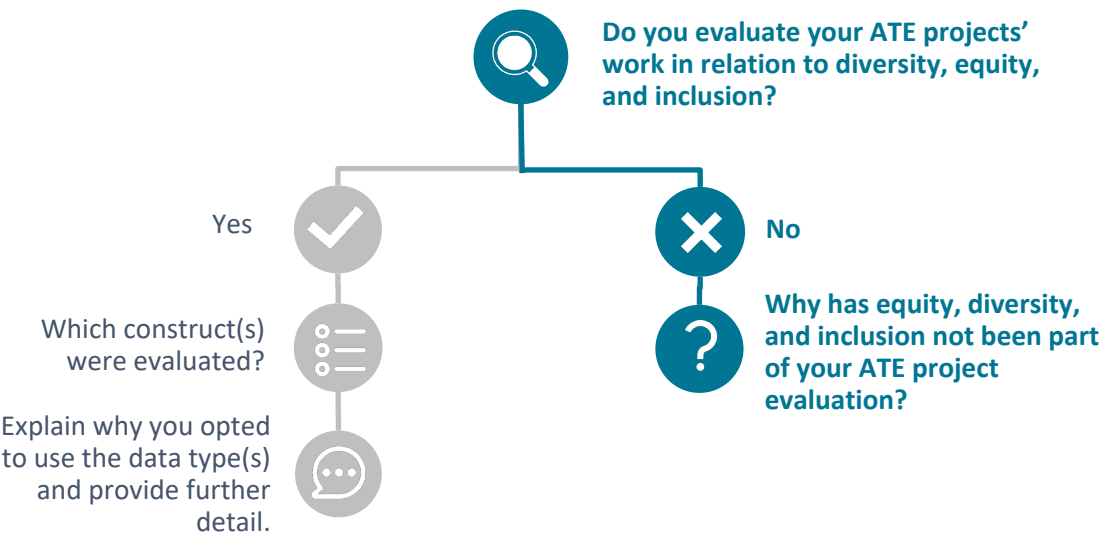 Do you evaluate your ATE projects’
work in relation to diversity, equity,
and inclusion?
Yes
No
Which construct(s)
were evaluated?
Why has equity, diversity,
and inclusion not been part
of your ATE project
evaluation?
Explain why you opted
to use the data type(s)
and provide further
detail.